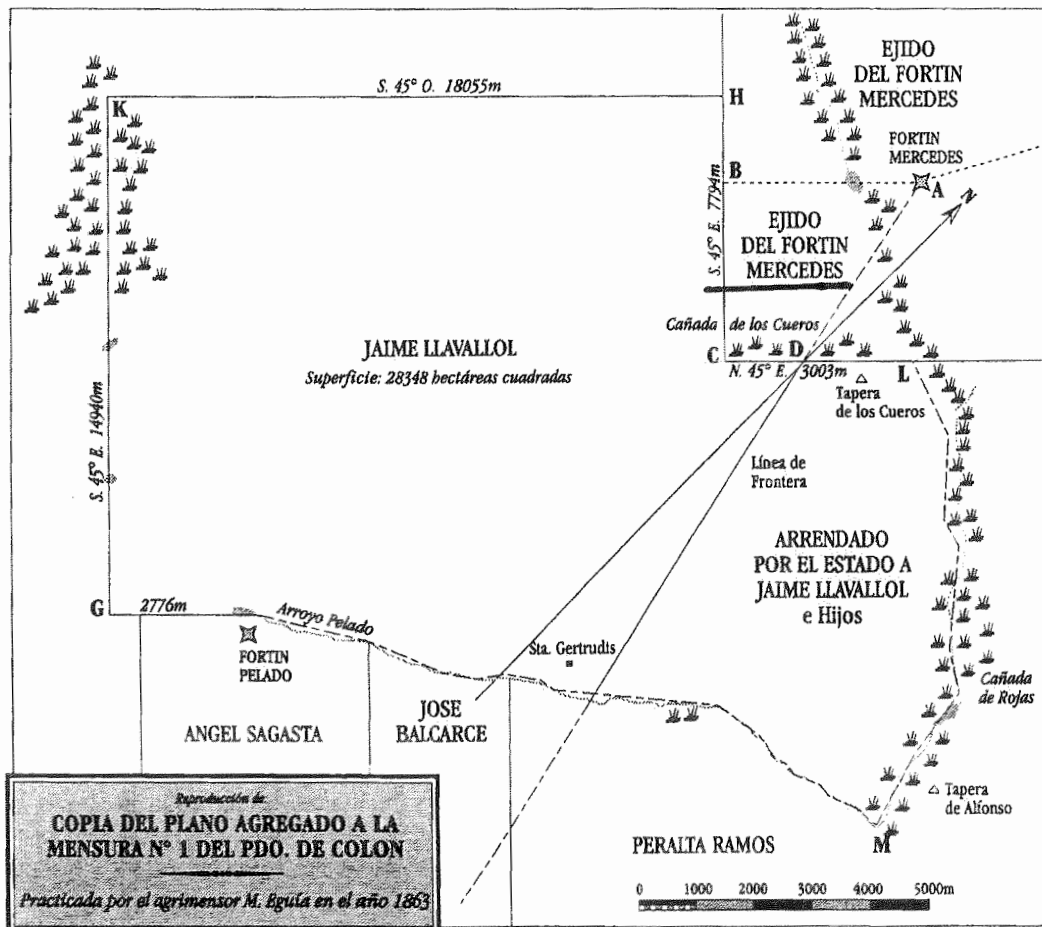 S. 45° O. 18055m
K
H
EJIDO
DEL FORTIN
MERCEDES
FORTIN
MERCEDES
B
A
N
S. 45° E. 7794m
EJIDO
DEL FORTIN
MERCEDES
Cañada de los Cueros
C
D
N. 45° E. 3003m
L
Tapera
de los Cueros
JAIME LLAVALLOL
Superficie: 28348 hectáreas cuadradas
S. 45° E. 14940m
Línea de
Frontera
ARRENDADO
POR EL ESTADO A
JAIME LLAVALLOL
e Hijos
G
2776m
Arroyo Pelado
FORTIN
PELADO
Sta. Gertrudis
Cañada
de Rojas
ANGEL SAGASTA
JOSE
BALCARCE
Tapera
de Alfonso
M
PERALTA RAMOS
Reproducción de:
COPIA DEL PLANO AGREGADO A LA
MENSURA N° 1 DEL PDO. DE COLON
Practicada por el agrimensor M. Eguía en el año 1863
0 1000 2000 3000 4000 5000m